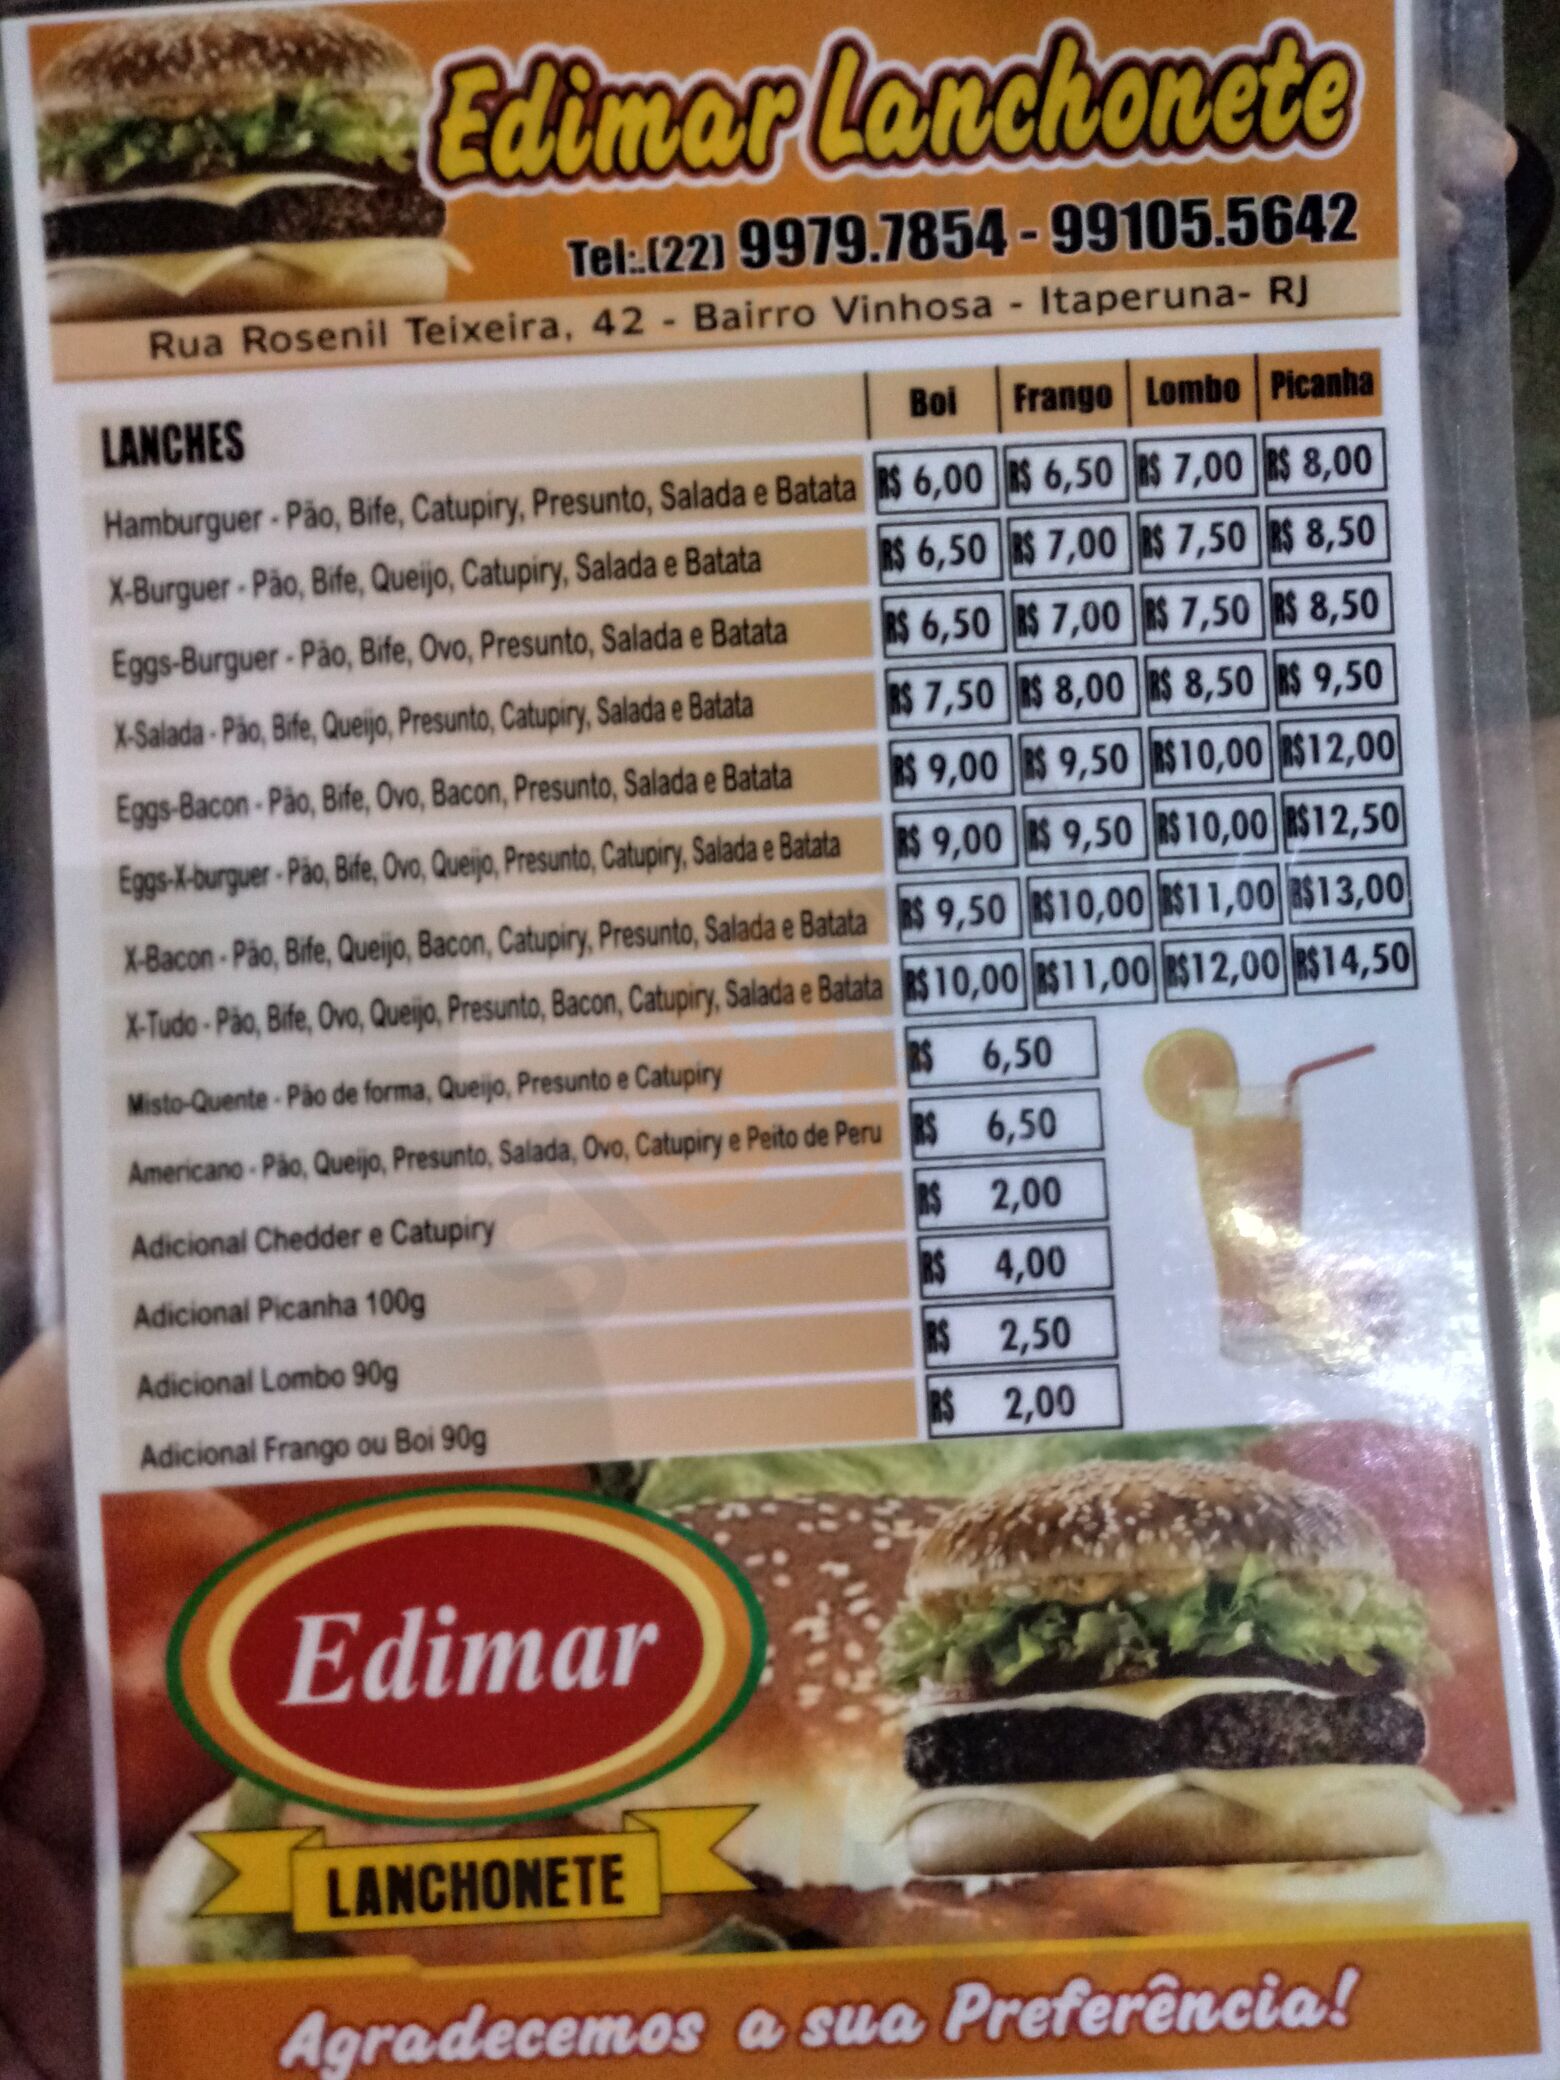 Edimar Lanchonete
Tel:.(22) 9979.7854 - 99105.5642
Rua Rosenil Teixeira, 42 - Bairro Vinhosa - Itaperuna- RJ
LANCHES Boi Frango Lombo Picanha
Hamburguer - Pão, Bife, Catupiry, Presunto, Salada e Batata R$ 6,00 R$ 6,50 R$ 7,00 R$ 8,00
X-Burguer - Pão, Bife, Queijo, Catupiry, Salada e Batata R$ 6,50 R$ 7,00 R$ 7,50 R$ 8,50
Eggs-Burguer - Pão, Bife, Ovo, Presunto, Salada e Batata R$ 6,50 R$ 7,00 R$ 7,50 R$ 8,50
X-Salada - Pão, Bife, Queijo, Presunto, Catupiry, Salada e Batata R$ 7,50 R$ 8,00 R$ 8,50 R$ 9,50
Eggs-Bacon - Pão, Bife, Ovo, Bacon, Presunto, Salada e Batata R$ 9,00 R$ 9,50 R$10,00 R$12,00
Eggs-X-burguer - Pão, Bife, Ovo, Queijo, Presunto, Catupiry, Salada e Batata R$ 9,00 R$ 9,50 R$10,00 R$12,50
X-Bacon - Pão, Bife, Queijo, Bacon, Catupiry, Presunto, Salada e Batata R$ 9,50 R$10,00 R$11,00 R$13,00
X-Tudo - Pão, Bife, Ovo, Queijo, Presunto, Bacon, Catupiry, Salada e Batata R$10,00 R$11,00 R$12,00 R$14,50
Misto-Quente - Pão de forma, Queijo, Presunto e Catupiry R$ 6,50
Americano - Pão, Queijo, Presunto, Salada, Ovo, Catupiry e Peito de Peru R$ 6,50
Adicional Chedder e Catupiry R$ 2,00
Adicional Picanha 100g R$ 4,00
Adicional Lombo 90g R$ 2,50
Adicional Frango ou Boi 90g R$ 2,00
Edimar
LANCHONETE
Agradecemos a sua Preferência!